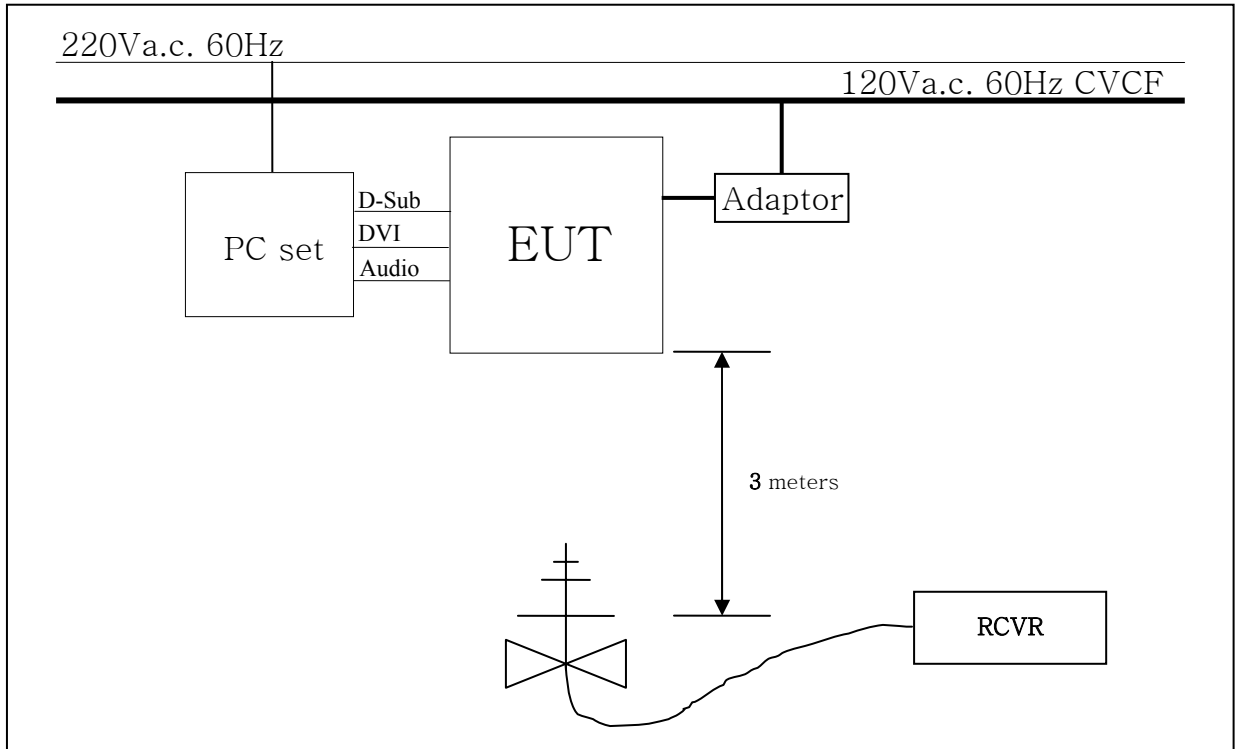 220Va.c. 60Hz
120Va.c. 60Hz CVCF
D-Sub
DVI
Audio
PC set
EUT
Adaptor
3 meters
RCVR